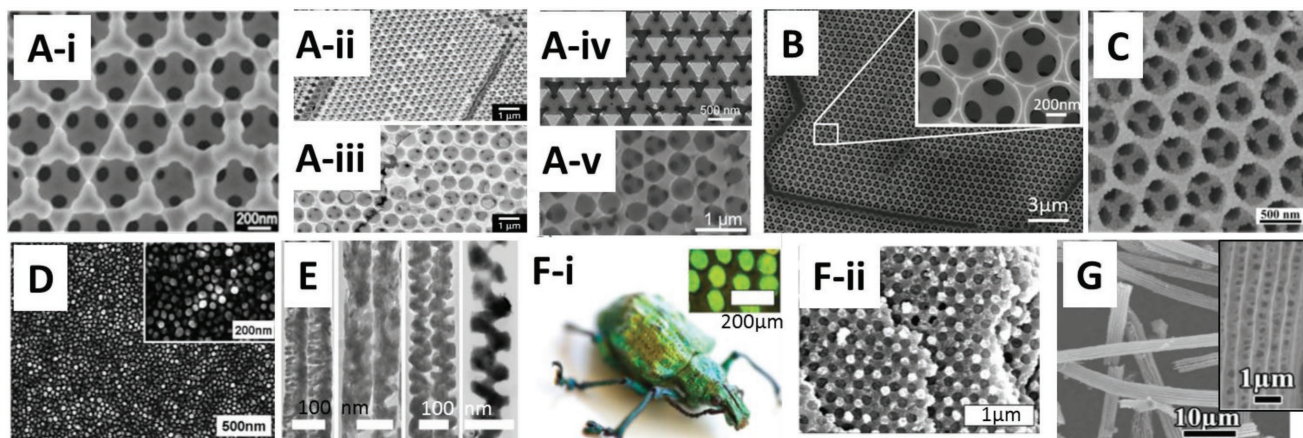 A-i
200nm
A-ii
1 µm
A-iii
1 µm
A-iv
500 nm
A-v
1 µm
B
200nm
3µm
C
500 nm
D
200nm
500nm
E
100 nm
100 nm
F-i
200µm
F-ii
1µm
G
1µm
10µm